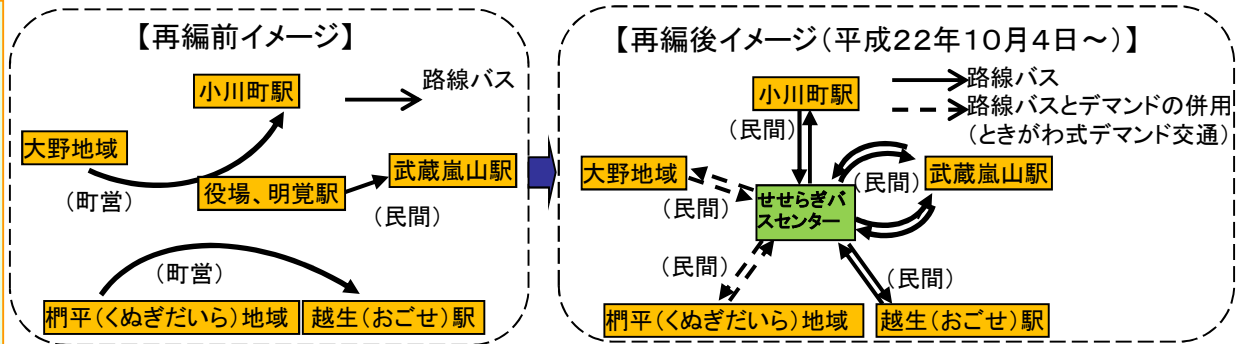 【再編前イメージ】
路線バス
小川町駅
大野地域
(町営)
役場、明覚駅
武蔵嵐山駅
(民間)
(町営)
椚平(くぬぎだいら)地域
越生(おごせ)駅
【再編後イメージ(平成22年10月4日~)】
路線バス
路線バスとデマンドの併用
(ときがわ式デマンド交通)
小川町駅
(民間)
大野地域
(民間)
せせらぎバ
スセンター
(民間)
武蔵嵐山駅
(民間)
(民間)
椚平(くぬぎだいら)地域
越生(おごせ)駅